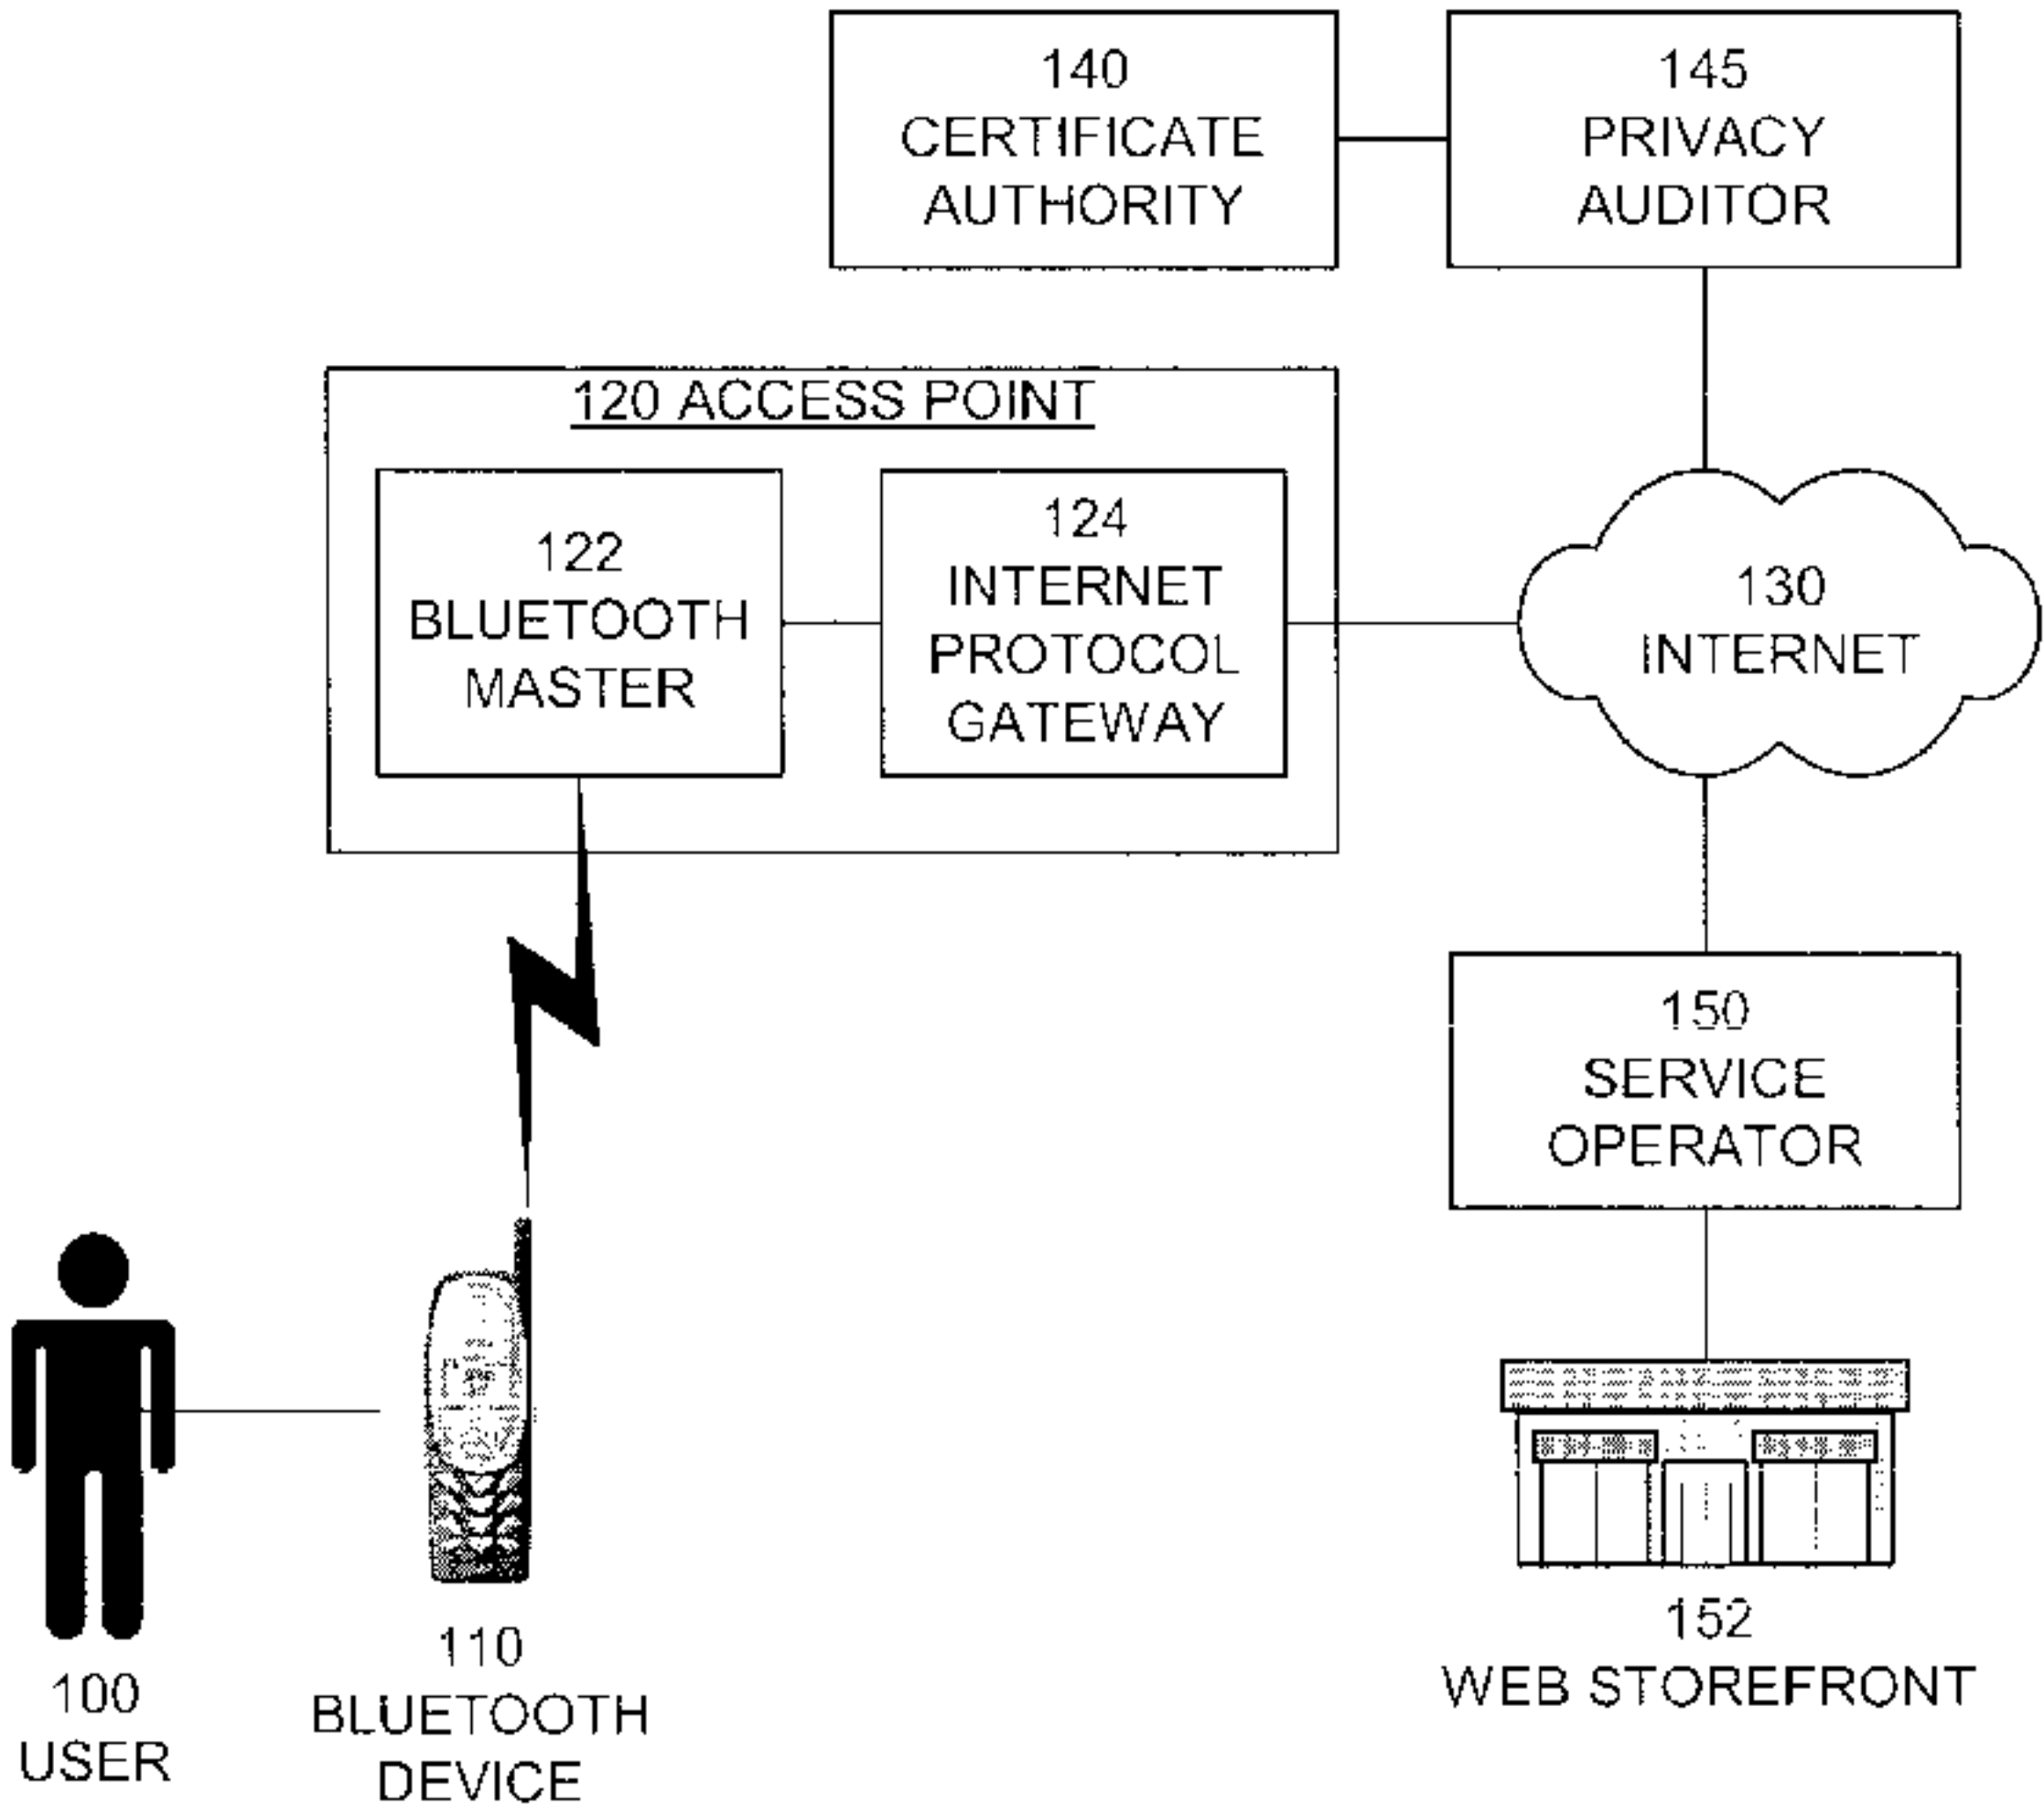 140
CERTIFICATE
AUTHORITY
145
PRIVACY
AUDITOR
120 ACCESS POINT
122
BLUETOOTH
MASTER
124
INTERNET
PROTOCOL
GATEWAY
130
INTERNET
150
SERVICE
OPERATOR
152
WEB STOREFRONT
110
BLUETOOTH
DEVICE
100
USER